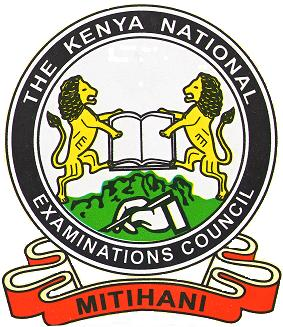 THE KENYA NATIONAL
EXAMINATIONS COUNCIL
MITIHANI